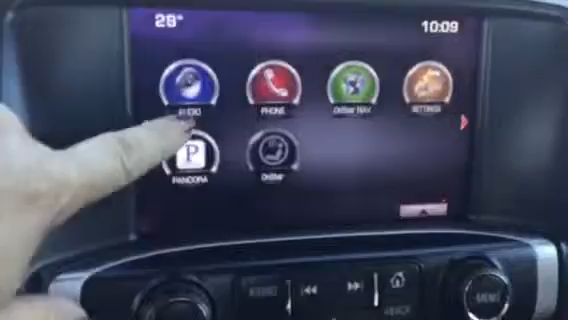 28°
10:09
AUDIO
PHONE
OnStar NAV
SETTINGS
P
PANDORA
OnStar
MENU